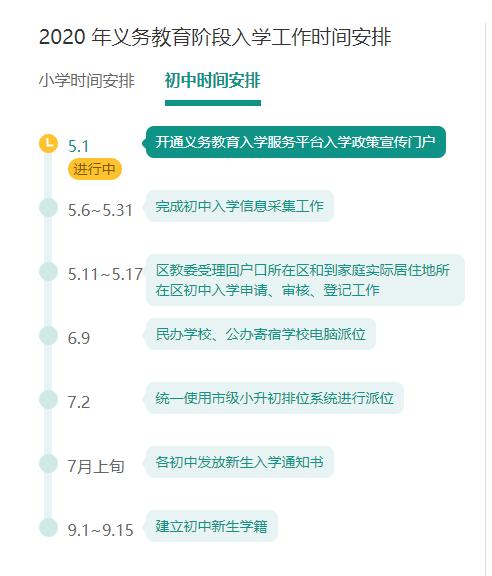 2020 年义务教育阶段入学工作时间安排
小学时间安排 初中时间安排
5.1 开通义务教育入学服务平台入学政策宣传门户
进行中
5.6~5.31 完成初中入学信息采集工作
5.11~5.17 区教委受理回户口所在区和到家庭实际居住地所
在区初中入学申请、审核、登记工作
6.9 民办学校、公办寄宿学校电脑派位
7.2 统一使用市级小升初排位系统进行派位
7月上旬 各初中发放新生入学通知书
9.1~9.15 建立初中新生学籍